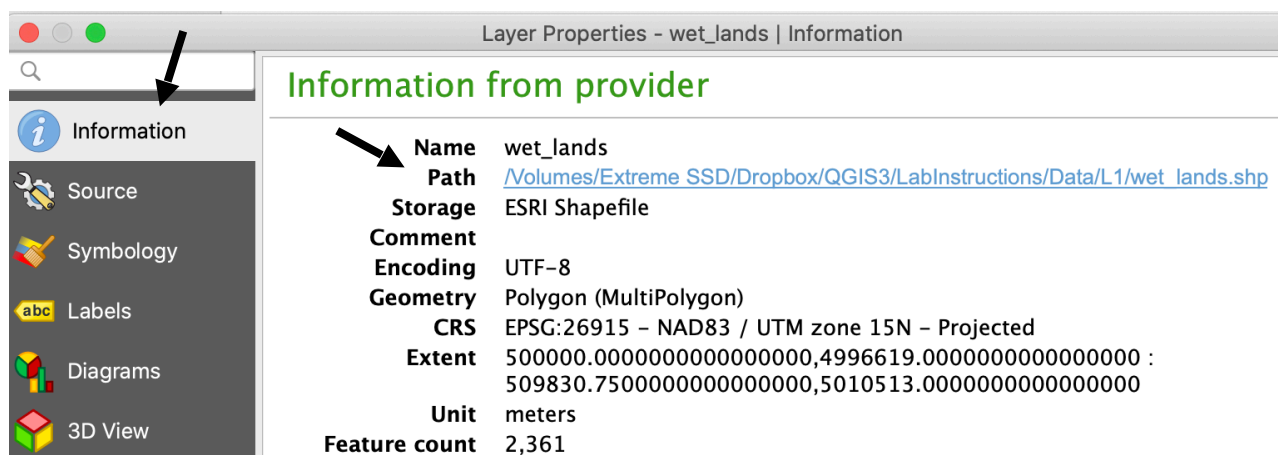 Layer Properties - wet_lands | Information
Information
Source
Symbology
abc Labels
Diagrams
3D View
Information from provider
Name wet_lands
Path /Volumes/Extreme SSD/Dropbox/QGIS3/LabInstructions/Data/L1/wet_lands.shp
Storage ESRI Shapefile
Comment
Encoding UTF-8
Geometry Polygon (MultiPolygon)
CRS EPSG:26915 – NAD83 / UTM zone 15N – Projected
Extent 500000.0000000000000000,4996619.0000000000000000 :
509830.7500000000000000,5010513.0000000000000000
Unit meters
Feature count 2,361